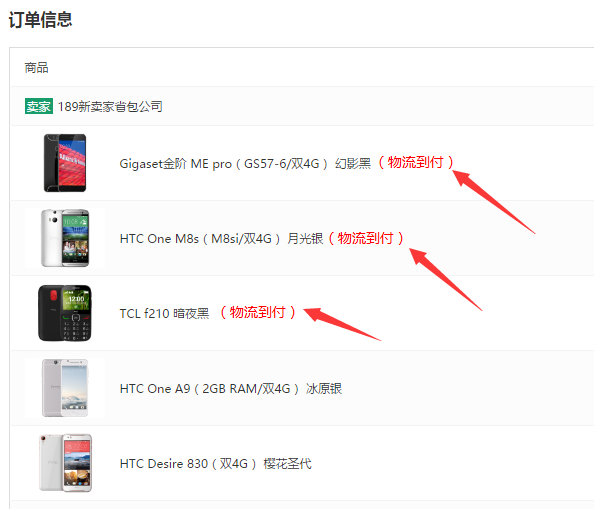 订单信息
商品
卖家 189新卖家省包公司
Gigaset金阶 ME pro（GS57-6/双4G） 幻影黑 （物流到付）
HTC One M8s（M8si/双4G） 月光银（物流到付）
TCL f210 暗夜黑 （物流到付）
HTC One A9（2GB RAM/双4G） 冰原银
HTC Desire 830（双4G） 樱花圣代